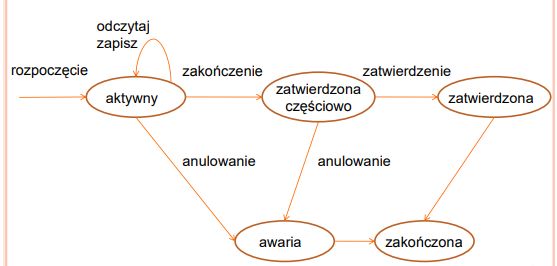 odczytaj
zapisz
rozpoczęcie
zakończenie
zatwierdzenie
aktywny
zatwierdzona
częściowo
zatwierdzona
anulowanie
anulowanie
awaria
zakończona